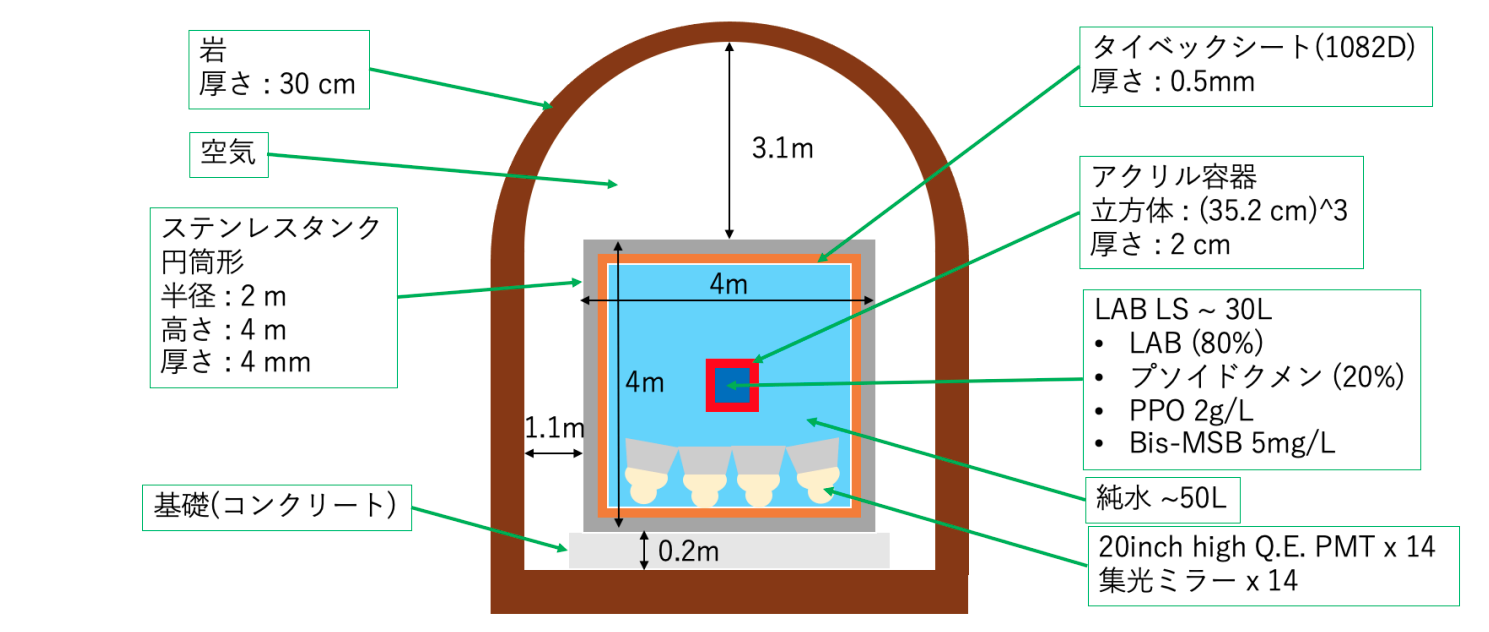 岩
厚さ : 30 cm
空気
ステンレスタンク
円筒形
半径 : 2 m
高さ : 4 m
厚さ : 4 mm
基礎(コンクリート)
3.1m
4m
4m
1.1m
0.2m
タイベックシート(1082D)
厚さ : 0.5mm
アクリル容器
立方体 : (35.2 cm)^3
厚さ : 2 cm
LAB LS ~ 30L
• LAB (80%)
• プソイドクメン (20%)
• PPO 2g/L
• Bis-MSB 5mg/L
純水 ~50L
20inch high Q.E. PMT x 14
集光ミラー x 14